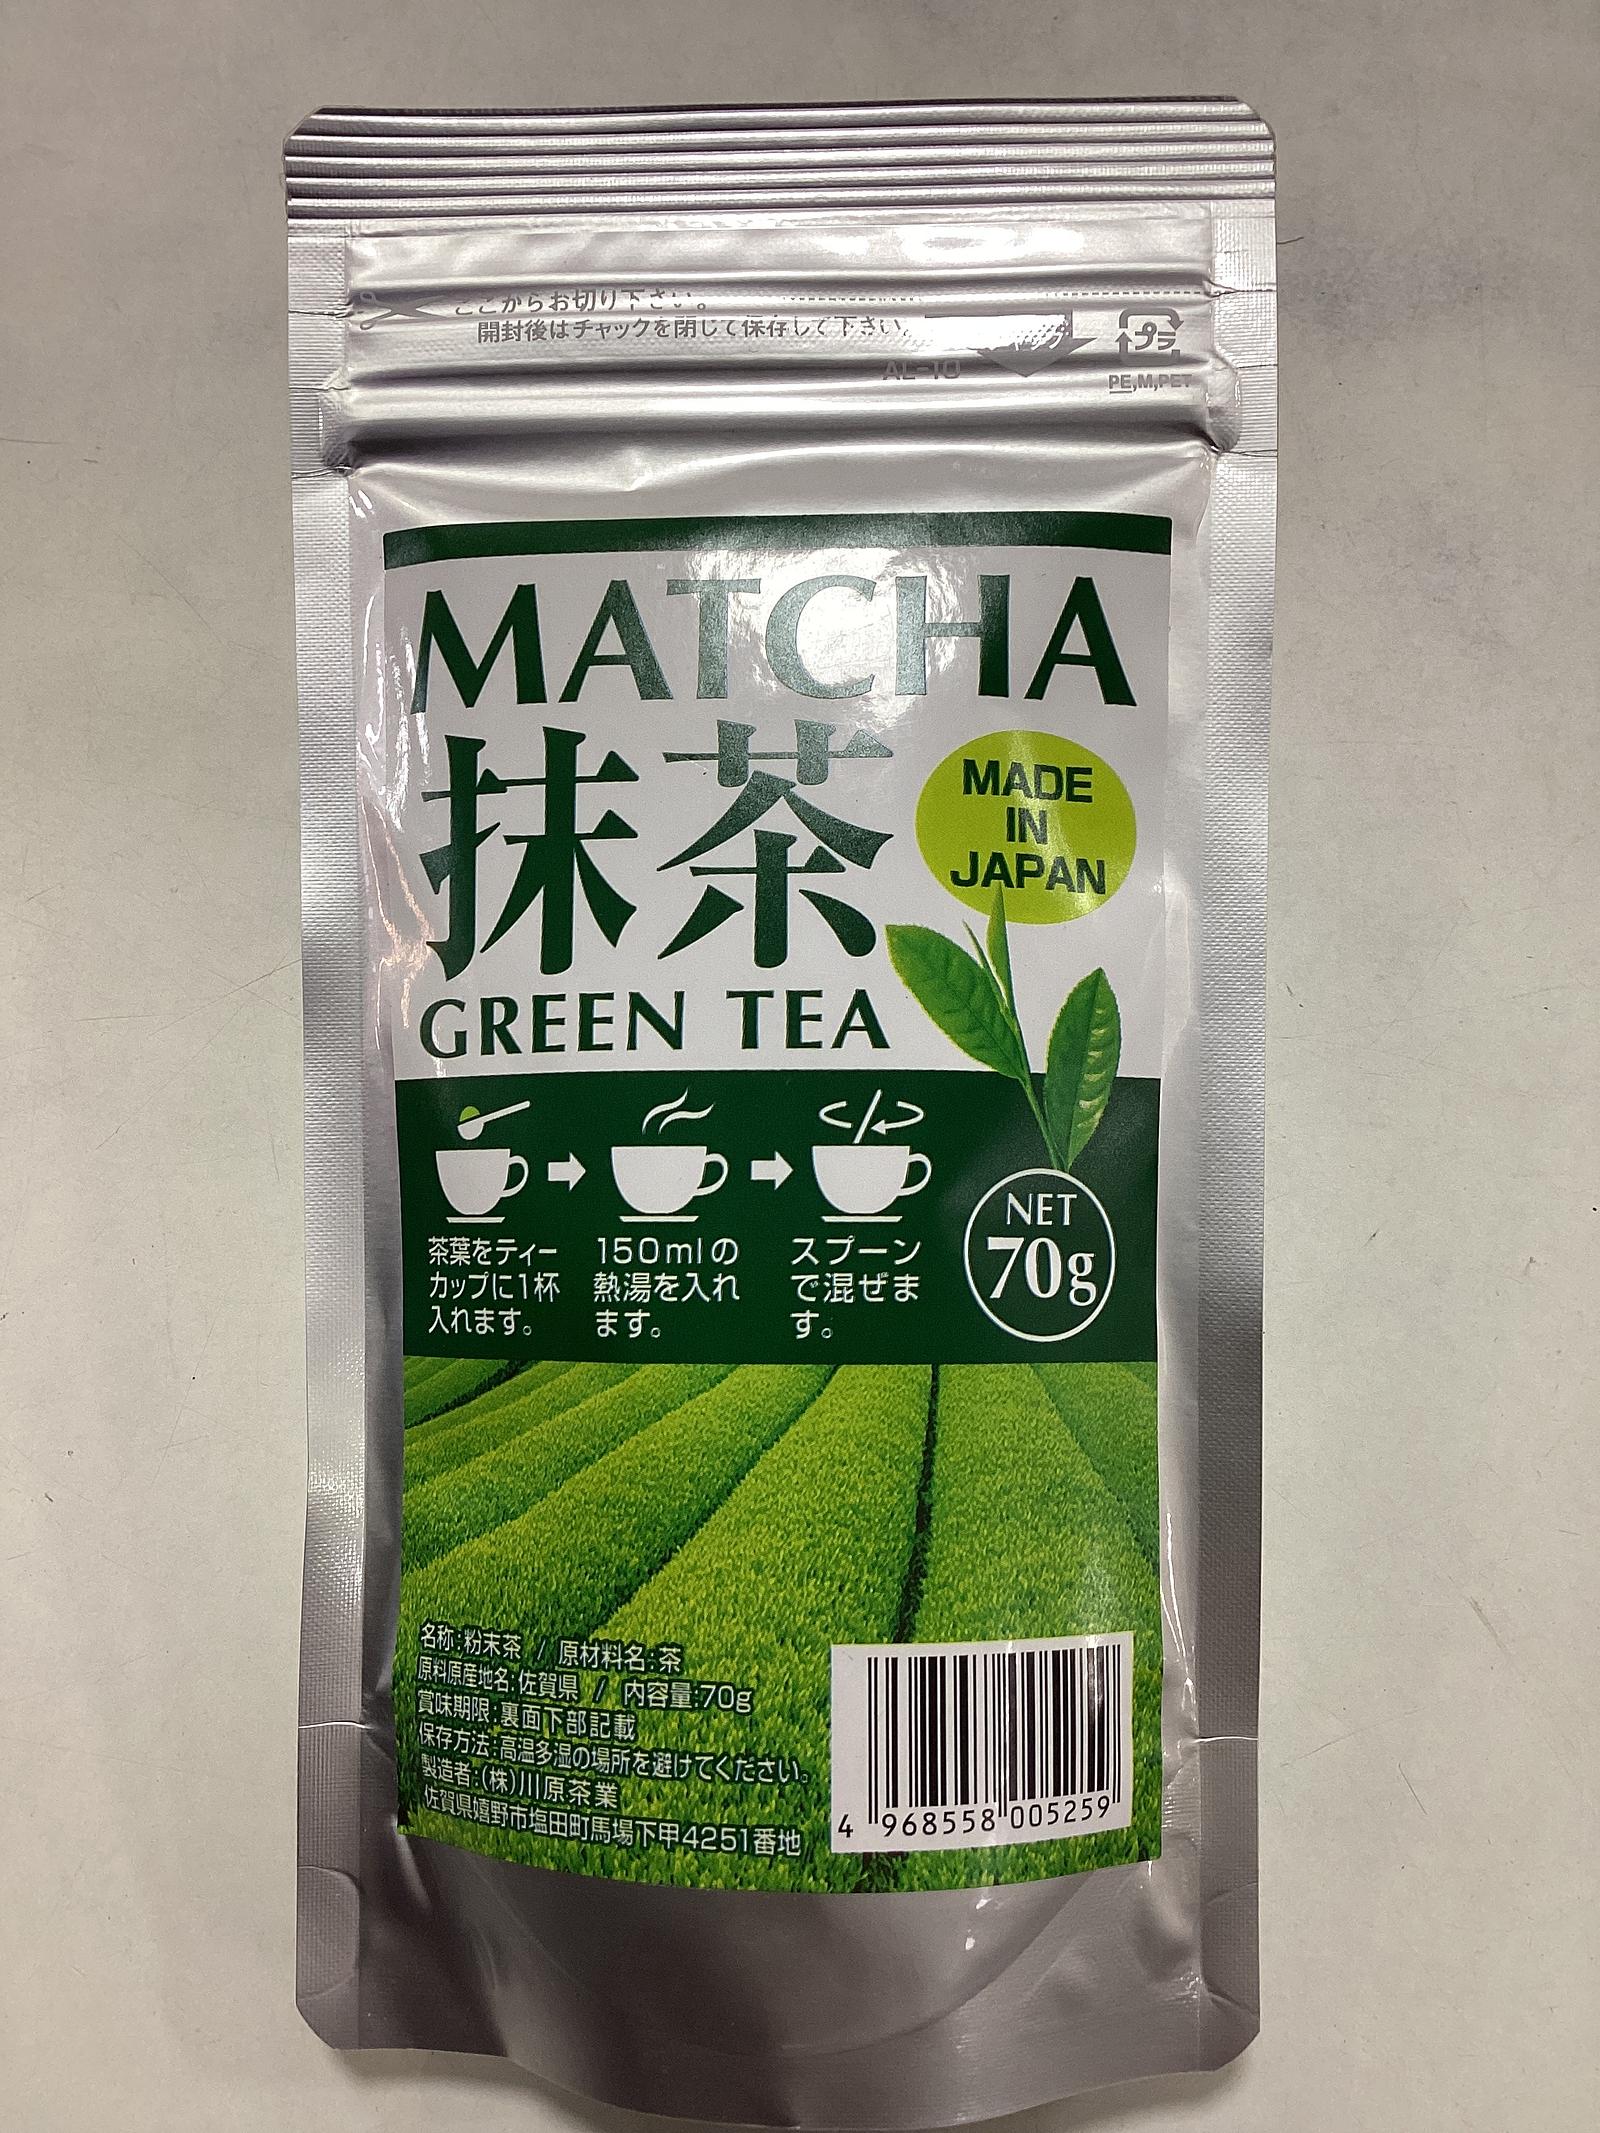 ここからお切り下さい。
開封後はチャックを閉じて保存して下さい。
チャック
プラ
AL-10
PE,M,PET
MATCHA
抹茶
MADE
IN
JAPAN
GREEN TEA
茶葉をティー
カップに1杯
入れます。
150mlの
熱湯を入れ
ます。
スプーン
で混ぜま
す。
NET
70g
名称:粉末茶 / 原材料名:茶
原料原産地名:佐賀県 / 内容量:70g
賞味期限:裏面下部記載
保存方法:高温多湿の場所を避けてください。
製造者:(株)川原茶業
佐賀県嬉野市塩田町馬場下甲4251番地
4 968558 005259